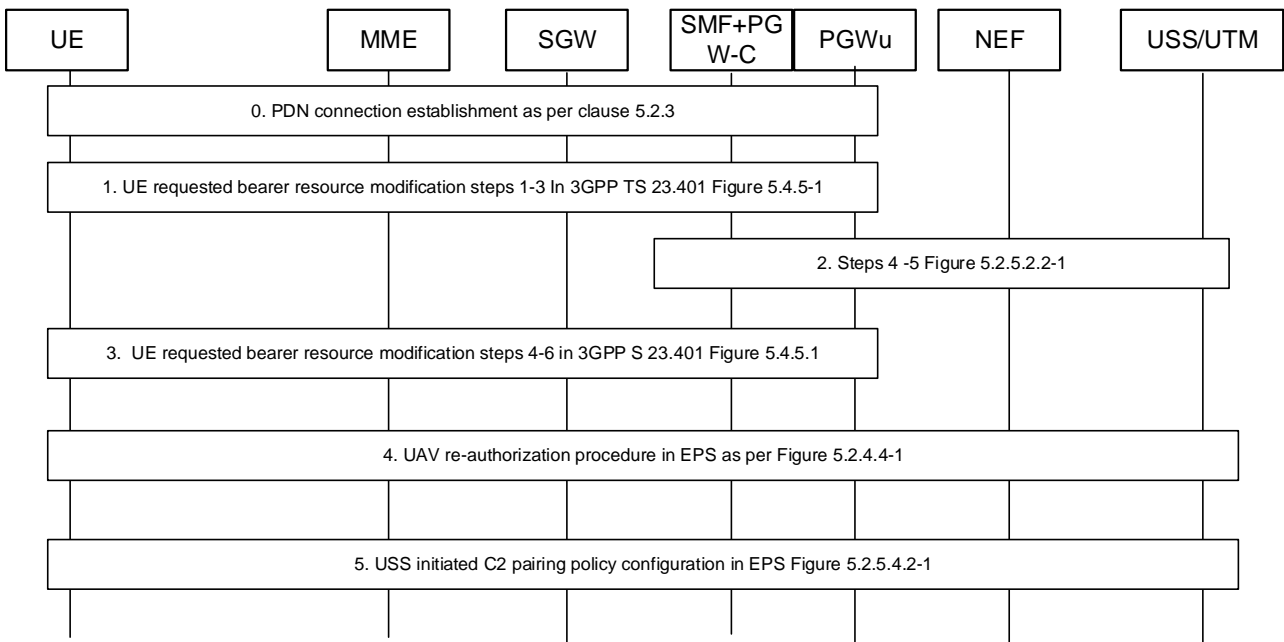 UE
MME
SGW
SMF+PG
W-C
PGWu
NEF
USS/UTM
0. PDN connection establishment as per clause 5.2.3
1. UE requested bearer resource modification steps 1-3 In 3GPP TS 23.401 Figure 5.4.5-1
2. Steps 4 -5 Figure 5.2.5.2.2-1
3. UE requested bearer resource modification steps 4-6 in 3GPP S 23.401 Figure 5.4.5.1
4. UAV re-authorization procedure in EPS as per Figure 5.2.4.4-1
5. USS initiated C2 pairing policy configuration in EPS Figure 5.2.5.4.2-1